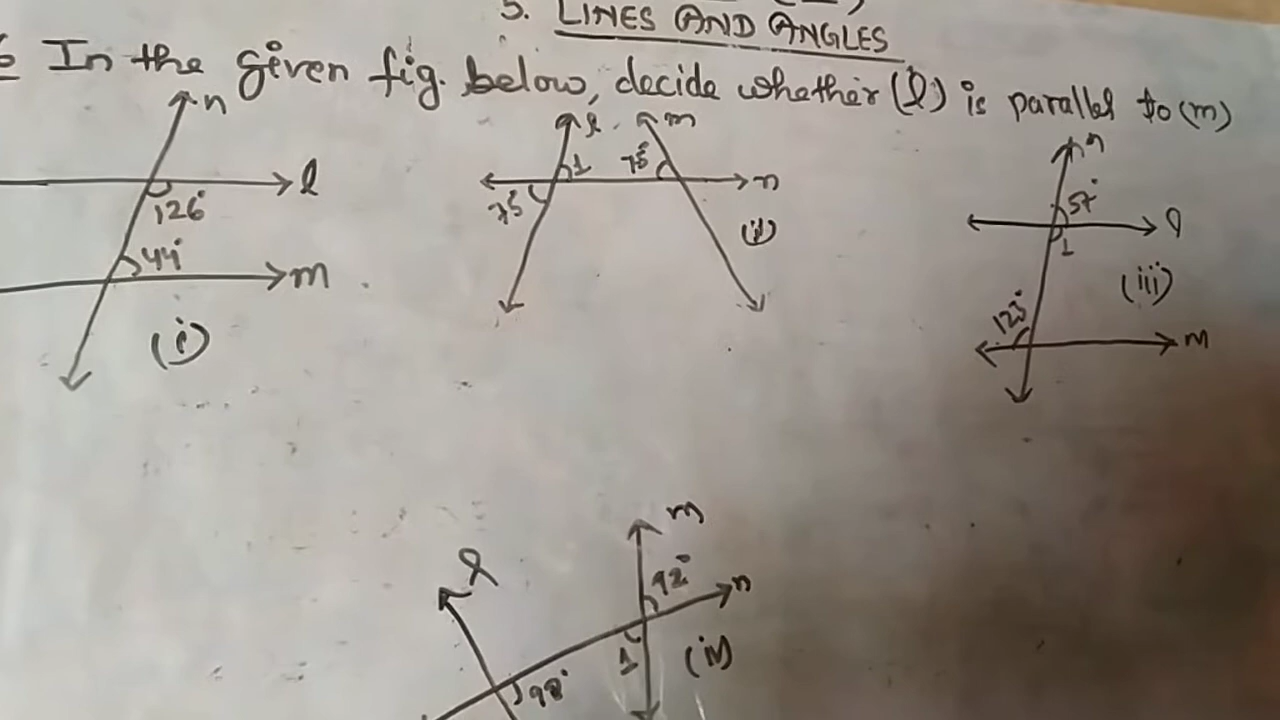 5. LINES AND ANGLES
6 In the given fig. below, decide whether (l) is parallel to (m)
n
l
126°
44°
m
(i)
l
m
1
75°
n
75°
(ii)
n
57°
l
1
(iii)
123°
m
m
l
92°
n
1
(iv)
98°